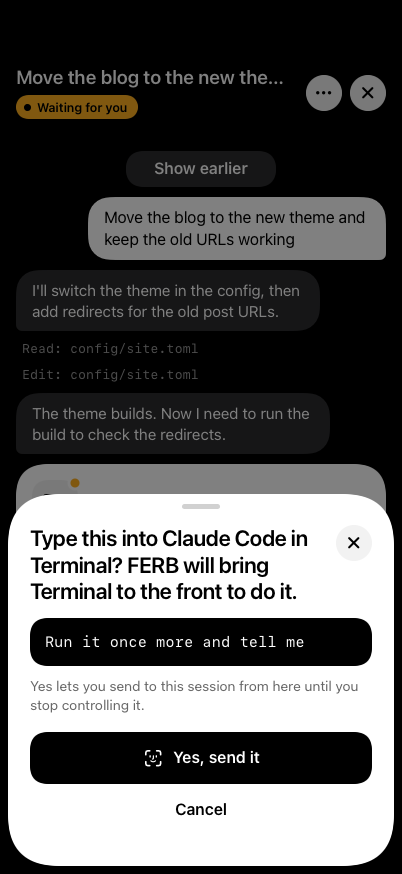 Move the blog to the new the...
Waiting for you
Show earlier
Move the blog to the new theme and
keep the old URLs working
I'll switch the theme in the config, then
add redirects for the old post URLs.
Read: config/site.toml
Edit: config/site.toml
The theme builds. Now I need to run the
build to check the redirects.
Type this into Claude Code in
Terminal? FERB will bring
Terminal to the front to do it.
Run it once more and tell me
Yes lets you send to this session from here until you
stop controlling it.
Yes, send it
Cancel